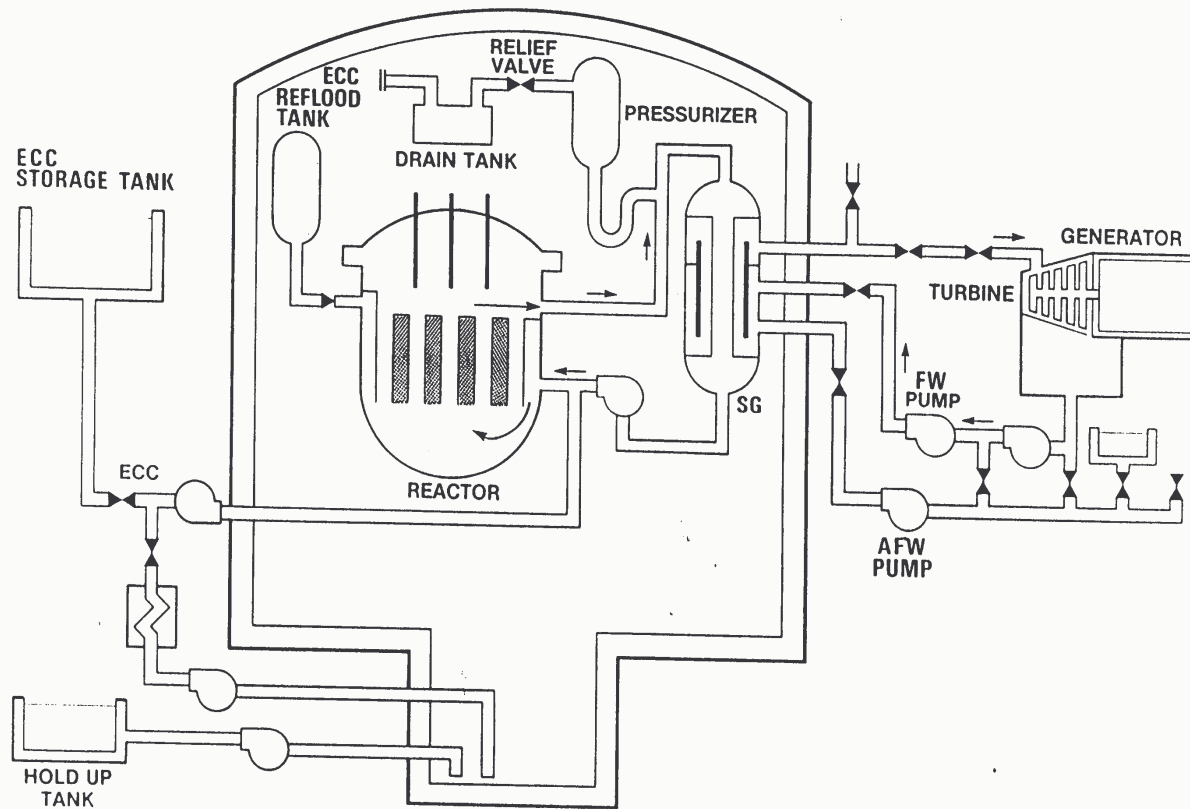 RELIEF
VALVE
ECC
REFLOOD
TANK
PRESSURIZER
DRAIN TANK
ECC
STORAGE TANK
GENERATOR
TURBINE
FW
PUMP
SG
ECC
REACTOR
AFW
PUMP
HOLD UP
TANK